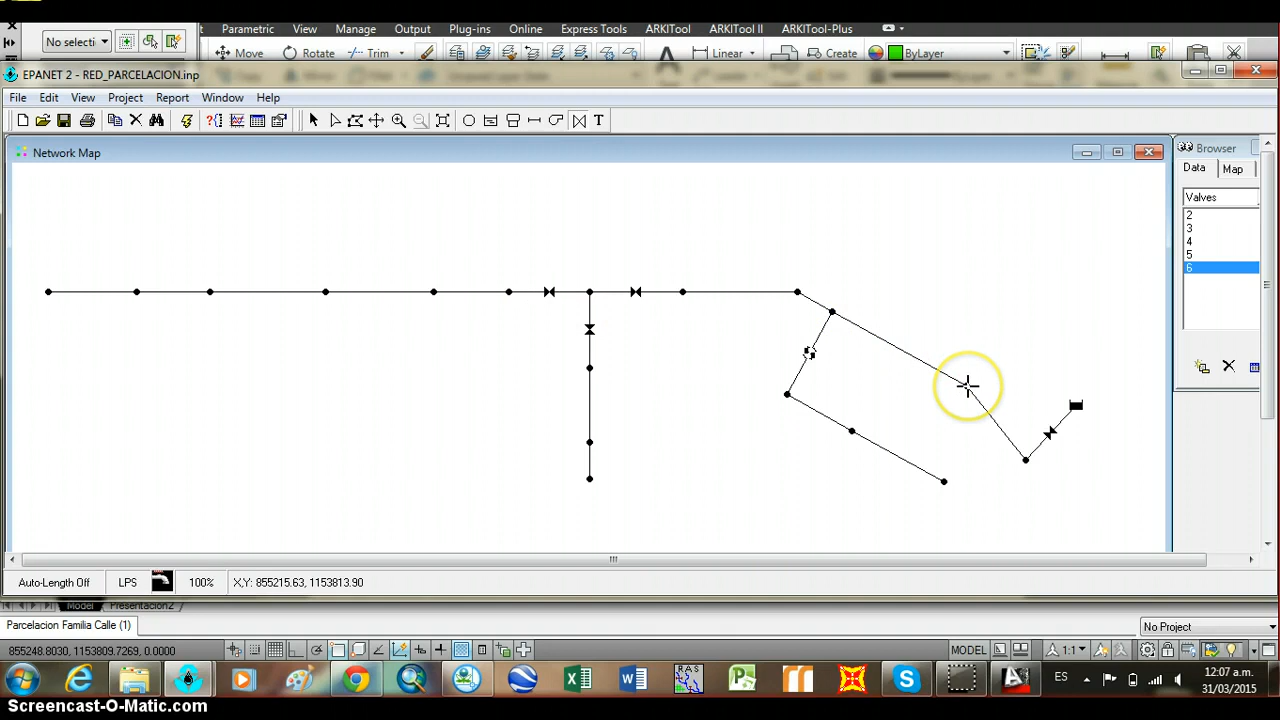 Parametric View Manage Output Plug-ins Online Express Tools ARKITool ARKITool II ARKITool-Plus
No selecti Move Rotate Trim Linear Create ByLayer
EPANET 2 - RED_PARCELACION.inp
File Edit View Project Report Window Help
T
Network Map
Browser
Data Map
Valves
2
3
4
5
6
Auto-Length Off LPS 100% X,Y: 855215.63, 1153813.90
Model Presentacion2
Parcelacion Familia Calle (1) No Project
855248.8030, 1153809.7269, 0.0000 MODEL 1:1
RAS ES 12:07 a.m.
31/03/2015
Screencast-O-Matic.com